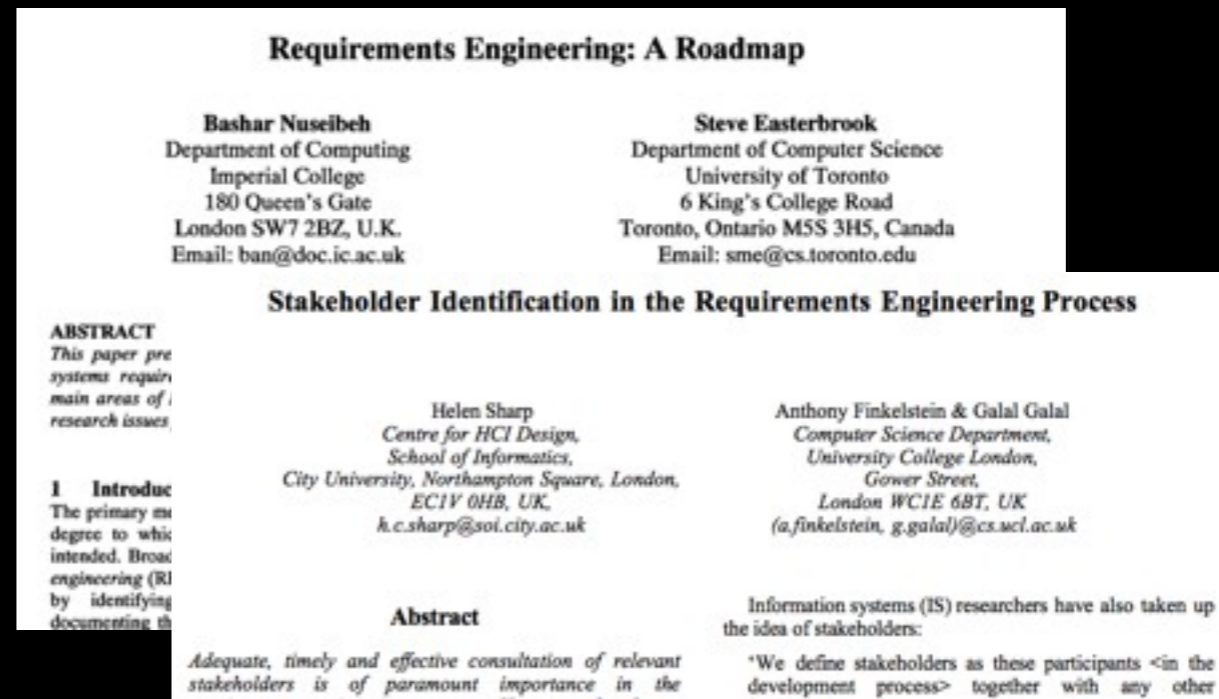 Requirements Engineering: A Roadmap
Bashar Nuseibeh
Department of Computing
Imperial College
180 Queen's Gate
London SW7 2BZ, U.K.
Email: ban@doc.ic.ac.uk
Steve Easterbrook
Department of Computer Science
University of Toronto
6 King's College Road
Toronto, Ontario M5S 3H5, Canada
Email: sme@cs.toronto.edu
ABSTRACT
This paper pre
systems require
main areas of
research issues
1 Introduc
The primary me
degree to whic
intended. Broad
engineering (RE
by identifying
documenting th
Stakeholder Identification in the Requirements Engineering Process
Helen Sharp
Centre for HCI Design,
School of Informatics,
City University, Northampton Square, London,
EC1V 0HB, UK,
h.c.sharp@soi.city.ac.uk
Anthony Finkelstein & Galal Galal
Computer Science Department,
University College London,
Gower Street,
London WC1E 6BT, UK
(a.finkelstein, g.galal)@cs.ucl.ac.uk
Abstract
Adequate, timely and effective consultation of relevant
stakeholders is of paramount importance in the
Information systems (IS) researchers have also taken up
the idea of stakeholders:
"We define stakeholders as these participants <in the
development process> together with any other